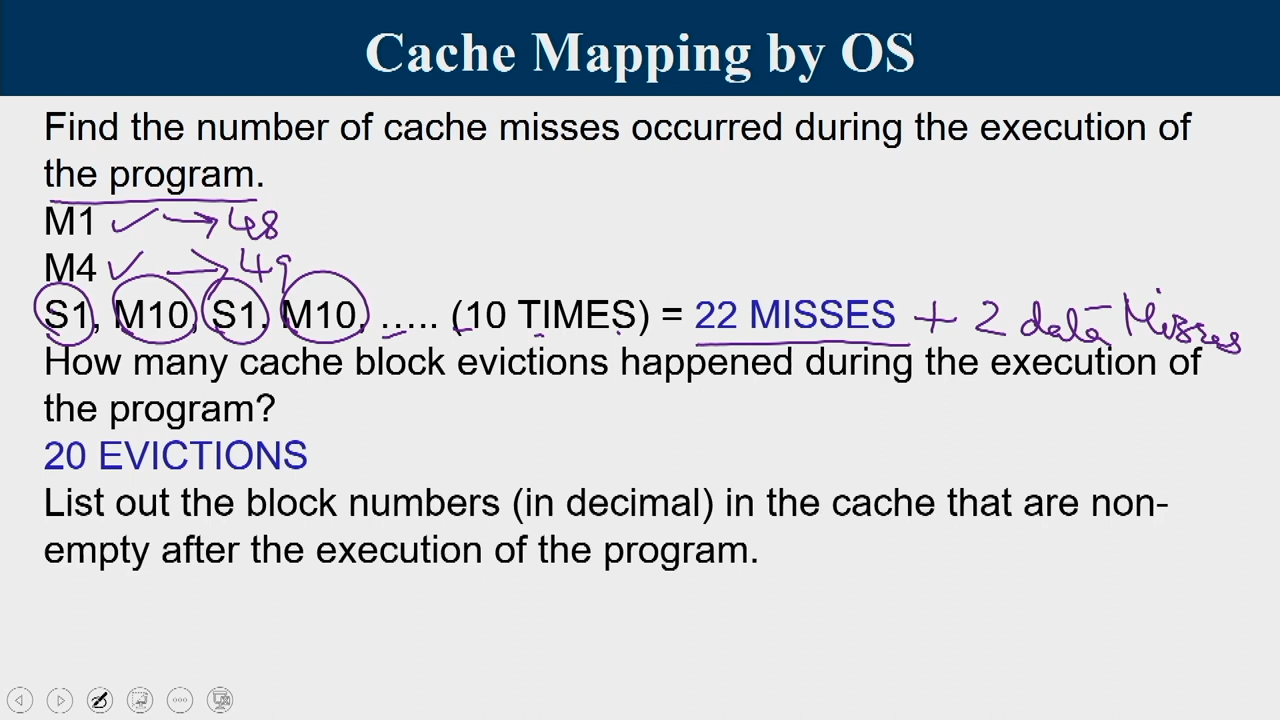 Cache Mapping by OS
Find the number of cache misses occurred during the execution of
the program.
M1 → 48
M4 → 49
S1, M10, S1, M10, ….. (10 TIMES) = 22 MISSES + 2 data Misses
How many cache block evictions happened during the execution of
the program?
20 EVICTIONS
List out the block numbers (in decimal) in the cache that are non-
empty after the execution of the program.